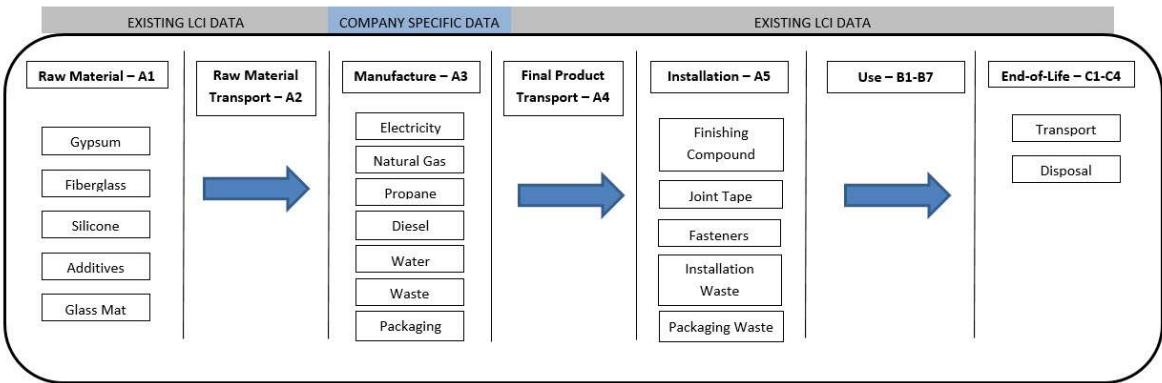 EXISTING LCI DATA
COMPANY SPECIFIC DATA
EXISTING LCI DATA
Raw Material – A1
Gypsum
Fiberglass
Silicone
Additives
Glass Mat
Raw Material
Transport – A2
Manufacture – A3
Electricity
Natural Gas
Propane
Diesel
Water
Waste
Packaging
Final Product
Transport – A4
Installation – A5
Finishing
Compound
Joint Tape
Fasteners
Installation
Waste
Packaging Waste
Use – B1-B7
End-of-Life – C1-C4
Transport
Disposal